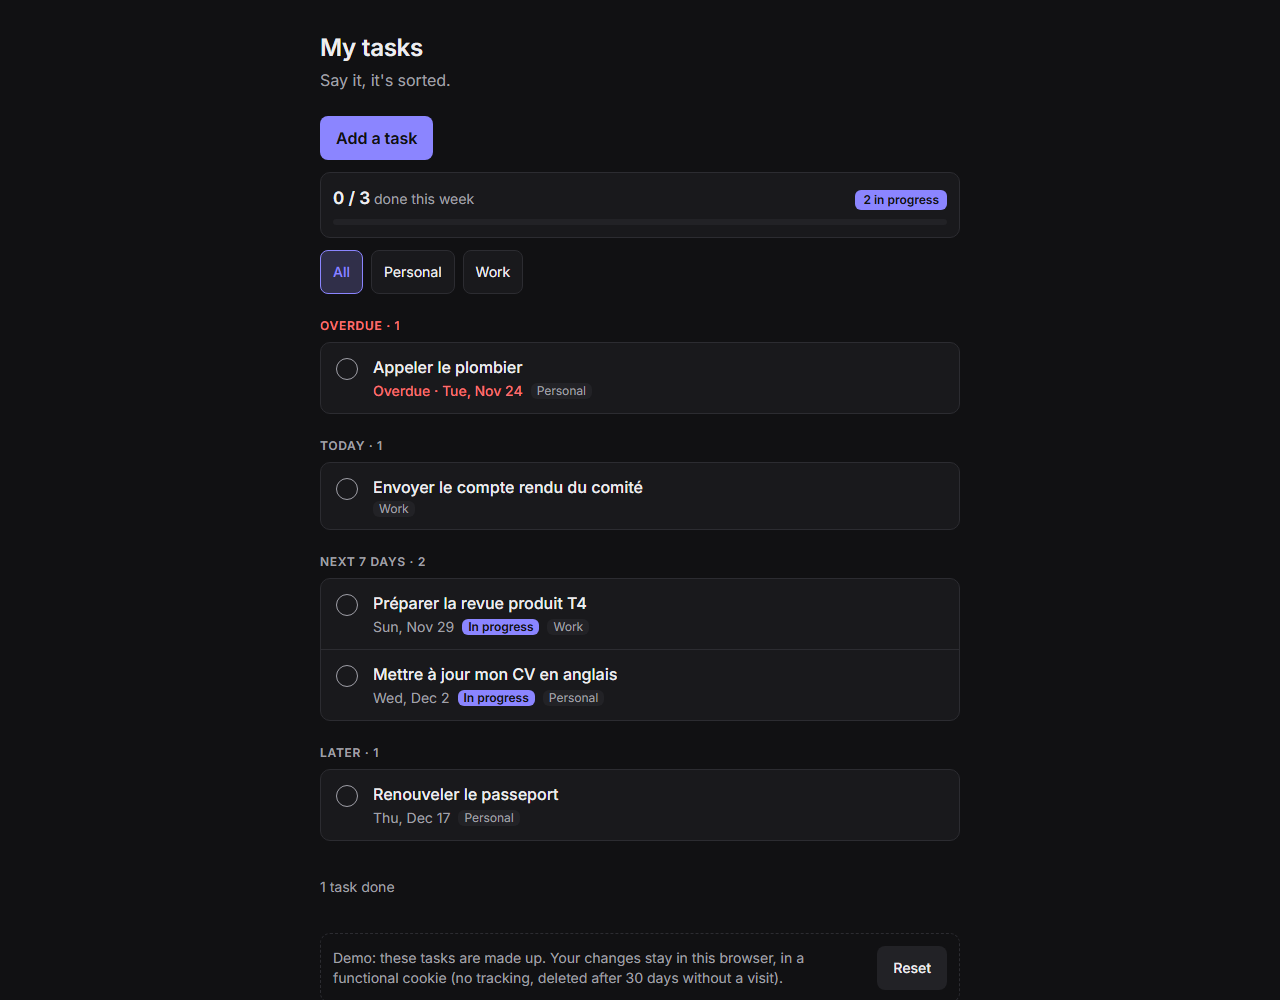 My tasks
Say it, it's sorted.
Add a task
0 / 3 done this week
2 in progress
All
Personal
Work
OVERDUE · 1
Appeler le plombier
Overdue · Tue, Nov 24 Personal
TODAY · 1
Envoyer le compte rendu du comité
Work
NEXT 7 DAYS · 2
Préparer la revue produit T4
Sun, Nov 29 In progress Work
Mettre à jour mon CV en anglais
Wed, Dec 2 In progress Personal
LATER · 1
Renouveler le passeport
Thu, Dec 17 Personal
1 task done
Demo: these tasks are made up. Your changes stay in this browser, in a
functional cookie (no tracking, deleted after 30 days without a visit).
Reset